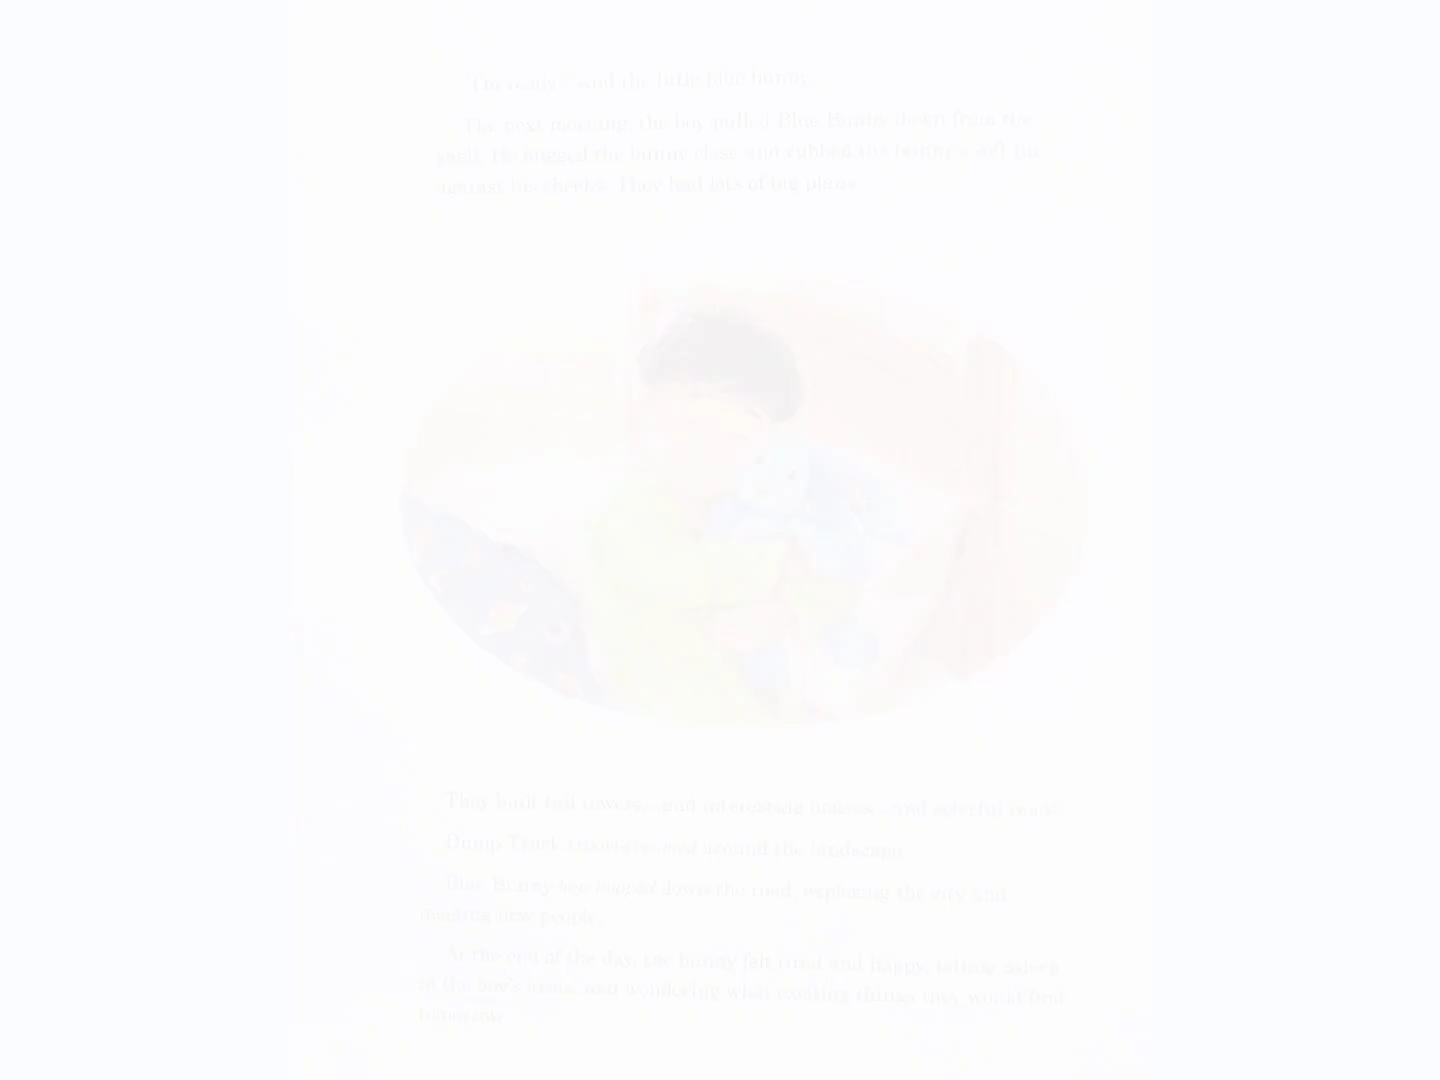 "I'm ready," said the little blue bunny.
The next morning, the boy pulled Blue Bunny down from the
shelf. He hugged the bunny close and rubbed the bunny's soft fur
against his cheeks. They had lots of big plans.
They built tall towers...and interesting houses...and colorful roads.
Dump Truck around the landscape.
Blue Bunny hop-hopped down the road, exploring the city and
meeting new people.
At the end of the day, the bunny felt tired and happy, falling asleep
in the boy's arms, and wondering what exciting things they would find
tomorrow.